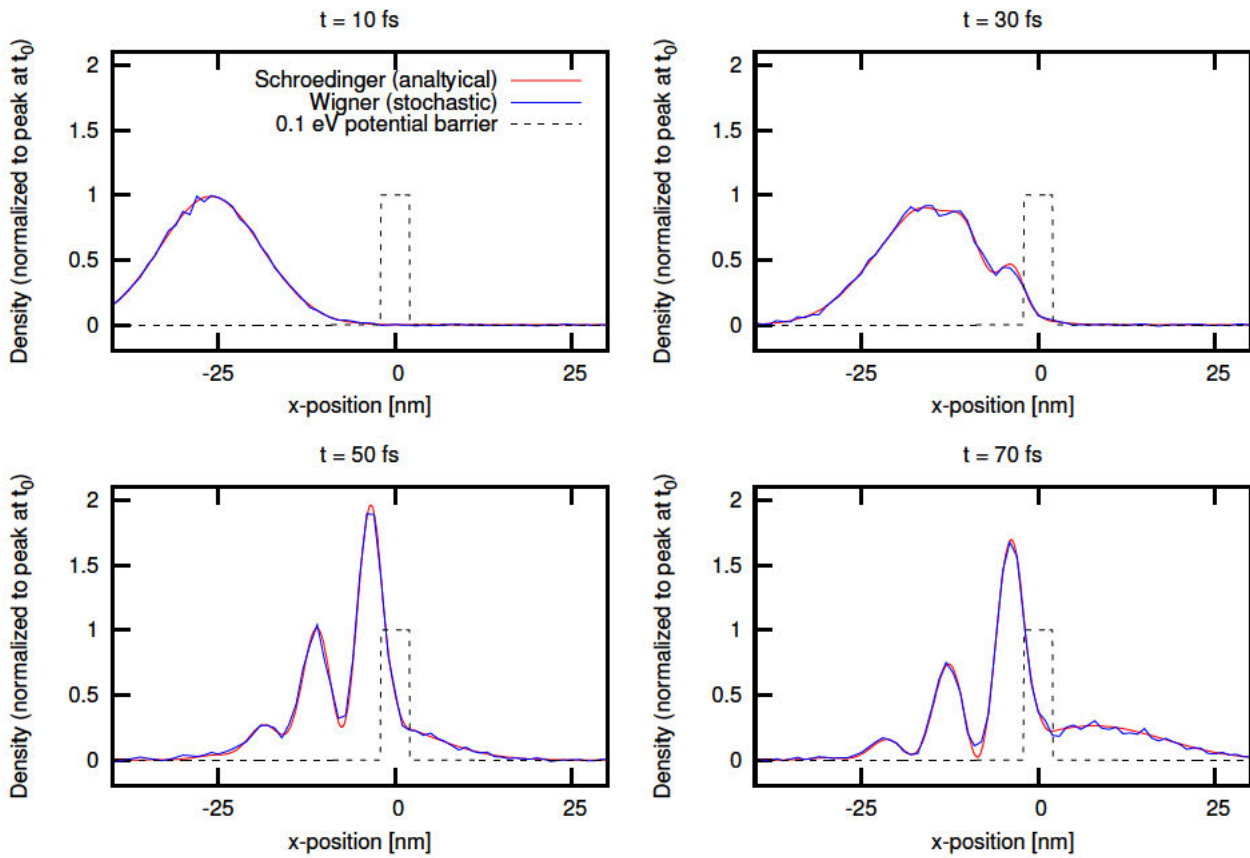 t = 10 fs
Density (normalized to peak at t0)
2
1.5
1
0.5
0
Schroedinger (analtyical)
Wigner (stochastic)
0.1 eV potential barrier
-25
0
25
x-position [nm]
t = 30 fs
Density (normalized to peak at t0)
2
1.5
1
0.5
0
-25
0
25
x-position [nm]
t = 50 fs
Density (normalized to peak at t0)
2
1.5
1
0.5
0
-25
0
25
x-position [nm]
t = 70 fs
Density (normalized to peak at t0)
2
1.5
1
0.5
0
-25
0
25
x-position [nm]